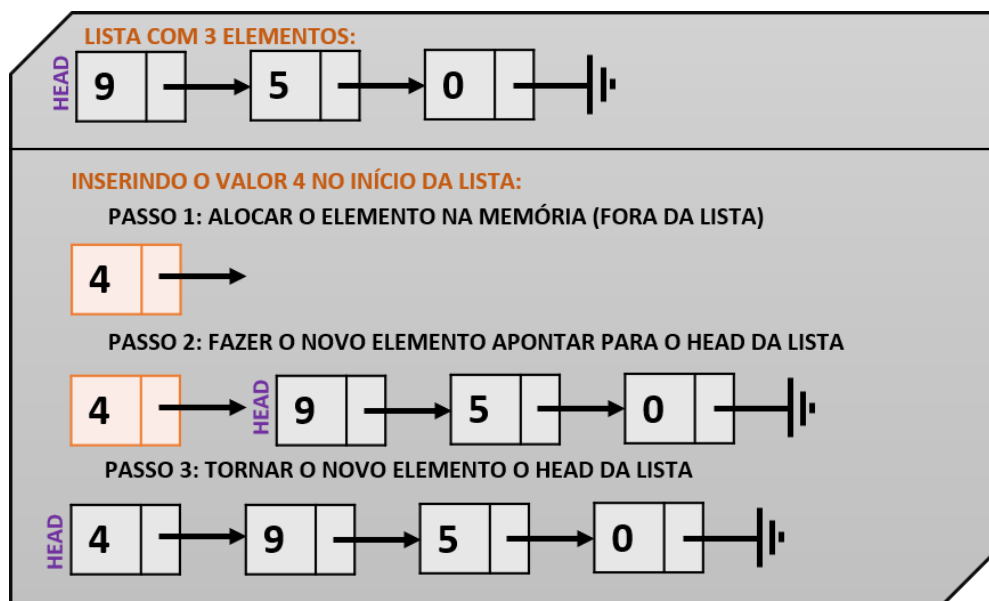 LISTA COM 3 ELEMENTOS:
HEAD
9 5 0
INSERINDO O VALOR 4 NO INÍCIO DA LISTA:
PASSO 1: ALOCAR O ELEMENTO NA MEMÓRIA (FORA DA LISTA)
4
PASSO 2: FAZER O NOVO ELEMENTO APONTAR PARA O HEAD DA LISTA
4 HEAD 9 5 0
PASSO 3: TORNAR O NOVO ELEMENTO O HEAD DA LISTA
HEAD
4 9 5 0